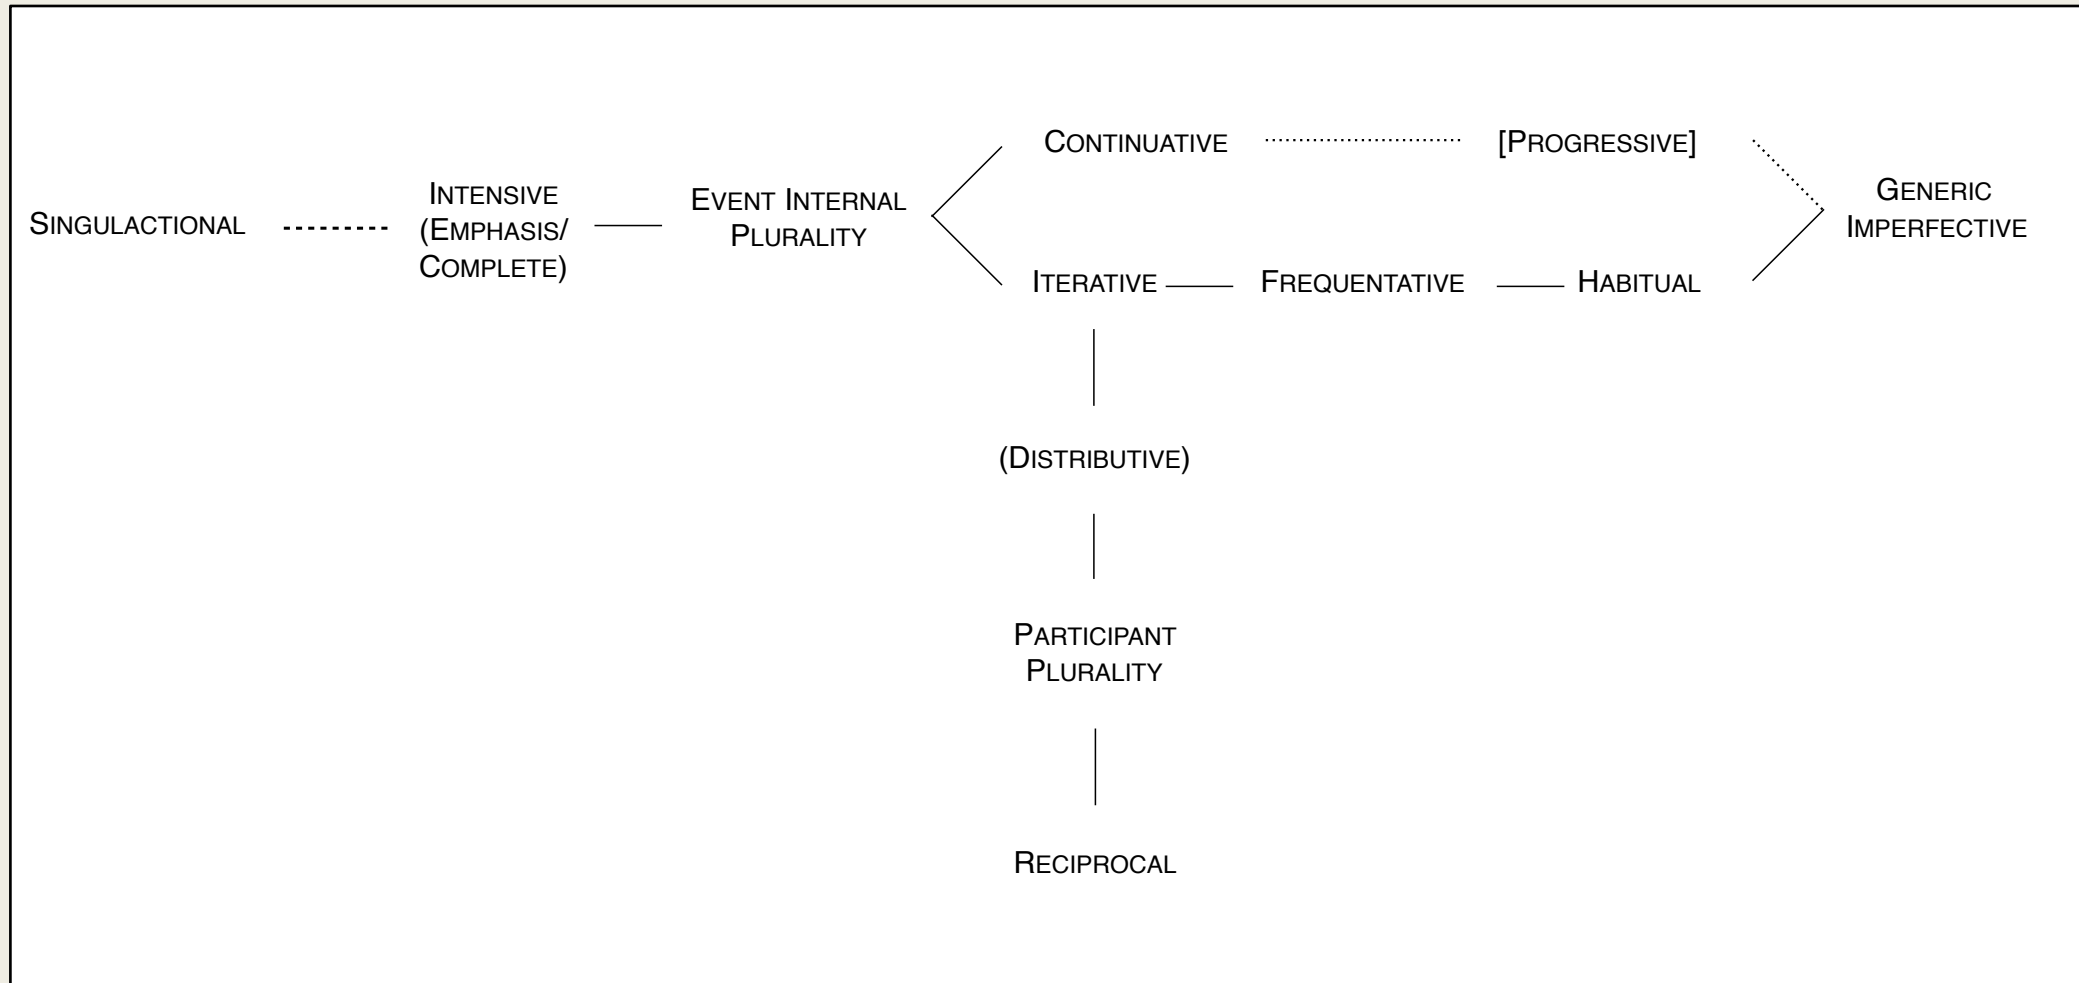 CONTINUATIVE
[PROGRESSIVE]
SINGULACTIONAL
INTENSIVE
(EMPHASIS/
COMPLETE)
EVENT INTERNAL
PLURALITY
GENERIC
IMPERFECTIVE
ITERATIVE
FREQUENTATIVE
HABITUAL
(DISTRIBUTIVE)
PARTICIPANT
PLURALITY
RECIPROCAL